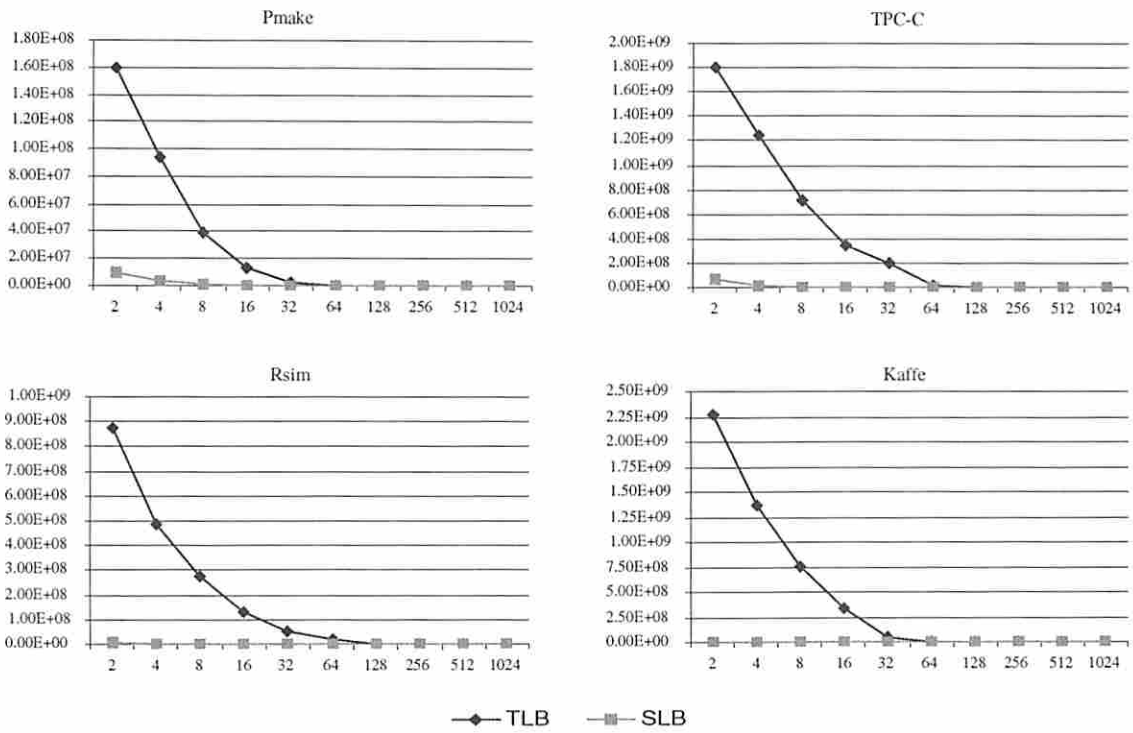 Pmake
1.80E+08
1.60E+08
1.40E+08
1.20E+08
1.00E+08
8.00E+07
6.00E+07
4.00E+07
2.00E+07
0.00E+00
2 4 8 16 32 64 128 256 512 1024
TPC-C
2.00E+09
1.80E+09
1.60E+09
1.40E+09
1.20E+09
1.00E+09
8.00E+08
6.00E+08
4.00E+08
2.00E+08
0.00E+00
2 4 8 16 32 64 128 256 512 1024
Rsim
1.00E+09
9.00E+08
8.00E+08
7.00E+08
6.00E+08
5.00E+08
4.00E+08
3.00E+08
2.00E+08
1.00E+08
0.00E+00
2 4 8 16 32 64 128 256 512 1024
Kaffe
2.50E+09
2.25E+09
2.00E+09
1.75E+09
1.50E+09
1.25E+09
1.00E+09
7.50E+08
5.00E+08
2.50E+08
0.00E+00
2 4 8 16 32 64 128 256 512 1024
TLB SLB